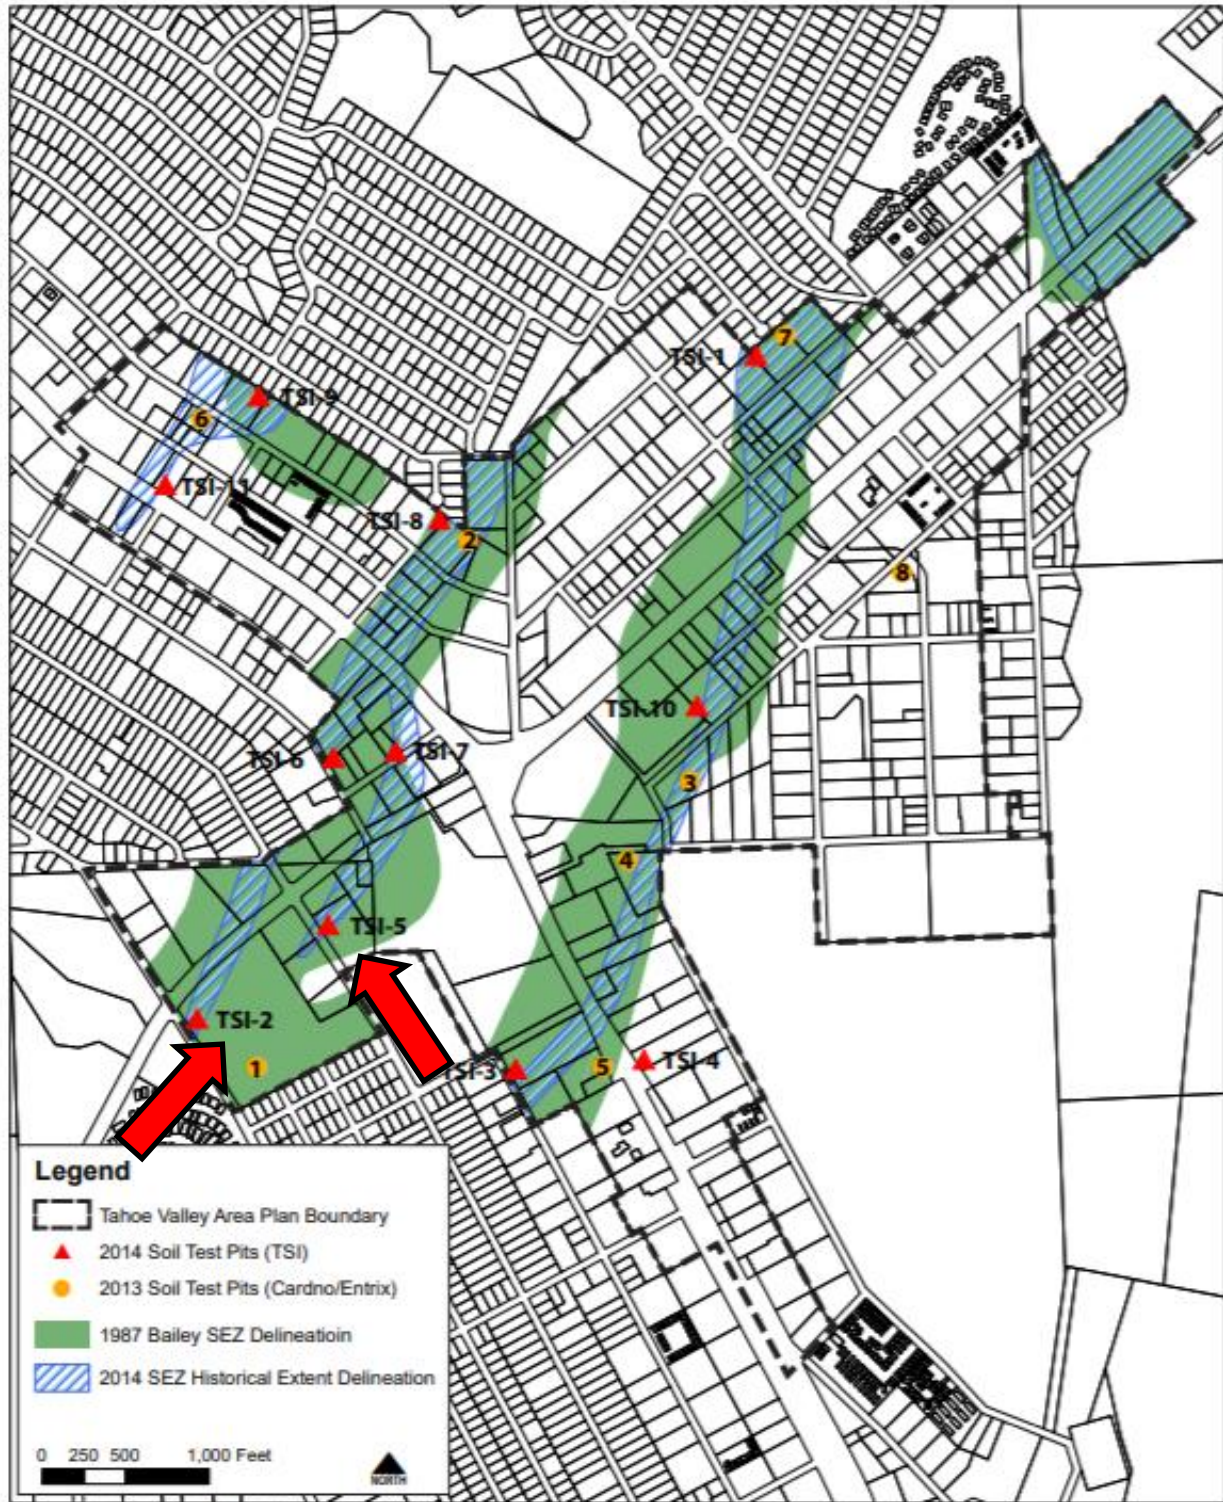 7
TSI-1
TSI-9
6
TSI-11
TSI-8
2
8
TSI-10
TSI-6
TSI-7
3
4
TSI-5
TSI-2
1
TSI-3
5
TSI-4
Legend
Tahoe Valley Area Plan Boundary
2014 Soil Test Pits (TSI)
2013 Soil Test Pits (Cardno/Entrix)
1987 Bailey SEZ Delineatioin
2014 SEZ Historical Extent Delineation
0 250 500 1,000 Feet
NORTH